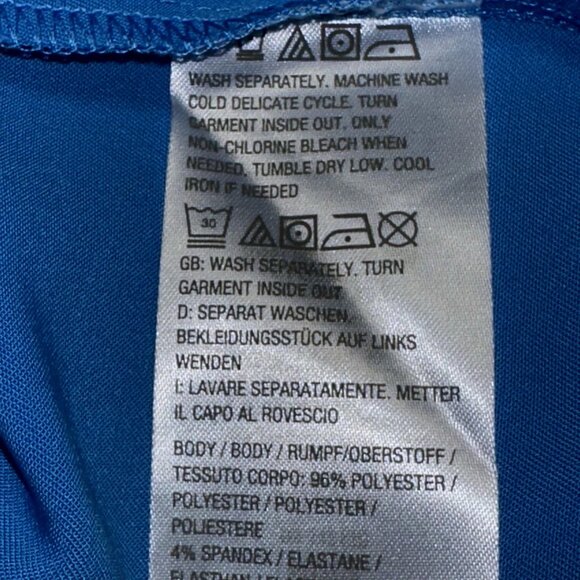 WASH SEPARATELY. MACHINE WASH
COLD DELICATE CYCLE. TURN
GARMENT INSIDE OUT. ONLY
NON-CHLORINE BLEACH WHEN
NEEDED, TUMBLE DRY LOW. COOL
IRON IF NEEDED
30
GB: WASH SEPARATELY. TURN
GARMENT INSIDE OUT
D: SEPARAT WASCHEN.
BEKLEIDUNGSSTÜCK AUF LINKS
WENDEN
I: LAVARE SEPARATAMENTE. METTER
IL CAPO AL ROVESCIO
BODY / BODY / RUMPF/OBERSTOFF /
TESSUTO CORPO: 96% POLYESTER /
POLYESTER / POLYESTER /
POLIESTERE
4% SPANDEX / ELASTANE /